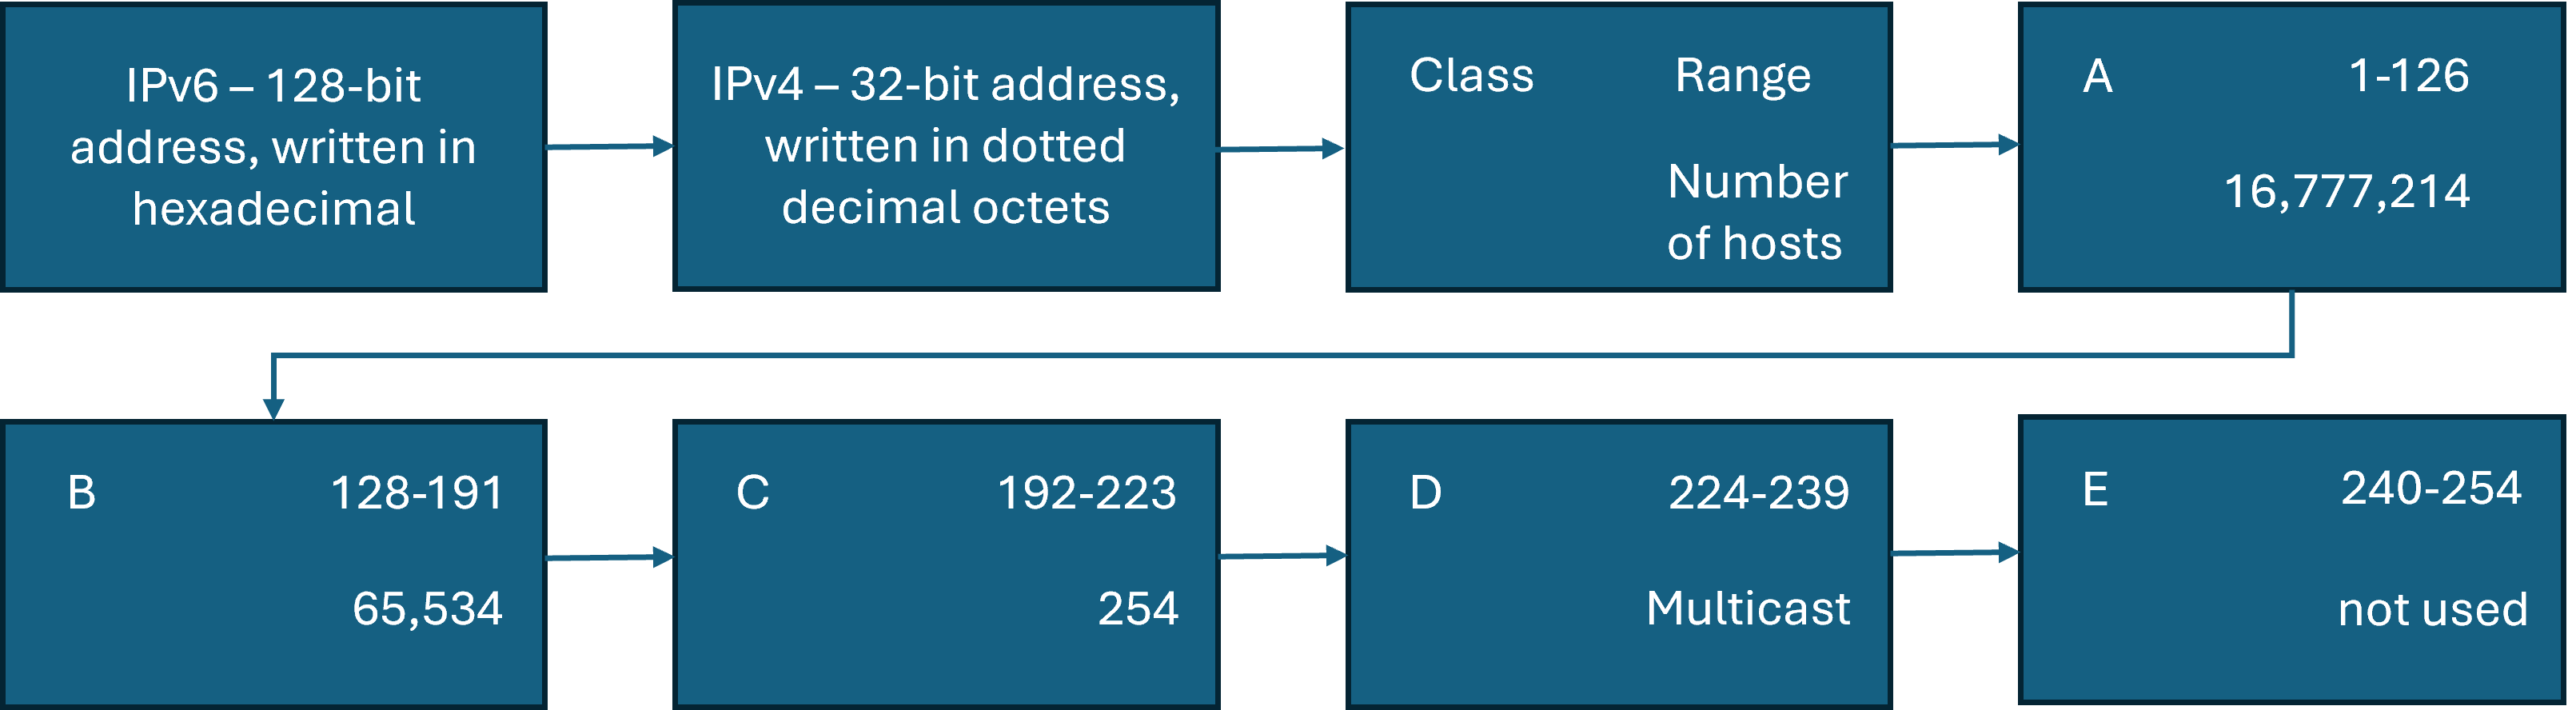 IPv6 – 128-bit
address, written in
hexadecimal
IPv4 – 32-bit address,
written in dotted
decimal octets
Class Range
Number
of hosts
A 1-126
16,777,214
B 128-191
65,534
C 192-223
254
D 224-239
Multicast
E 240-254
not used